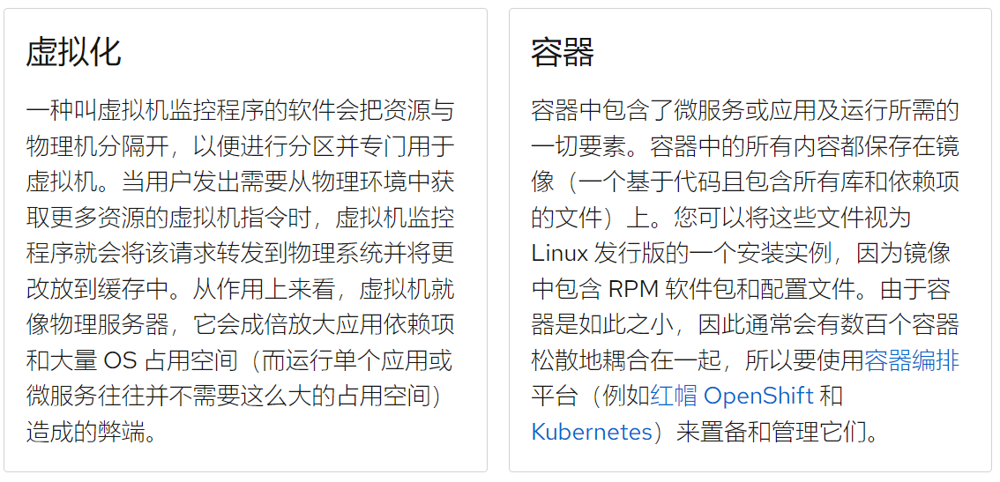 虚拟化
一种叫虚拟机监控程序的软件会把资源与
物理机分隔开，以便进行分区并专门用于
虚拟机。当用户发出需要从物理环境中获
取更多资源的虚拟机指令时，虚拟机监控
程序就会将该请求转发到物理系统并将更
改放到缓存中。从作用上来看，虚拟机就
像物理服务器，它会成倍放大应用依赖项
和大量 OS 占用空间（而运行单个应用或
微服务往往并不需要这么大的占用空间）
造成的弊端。
容器
容器中包含了微服务或应用及运行所需的
一切要素。容器中的所有内容都保存在镜
像（一个基于代码且包含所有库和依赖项
的文件）上。您可以将这些文件视为
Linux 发行版的一个安装实例，因为镜像
中包含 RPM 软件包和配置文件。由于容
器是如此之小，因此通常会有数百个容器
松散地耦合在一起，所以要使用容器编排
平台（例如红帽 OpenShift 和
Kubernetes）来置备和管理它们。